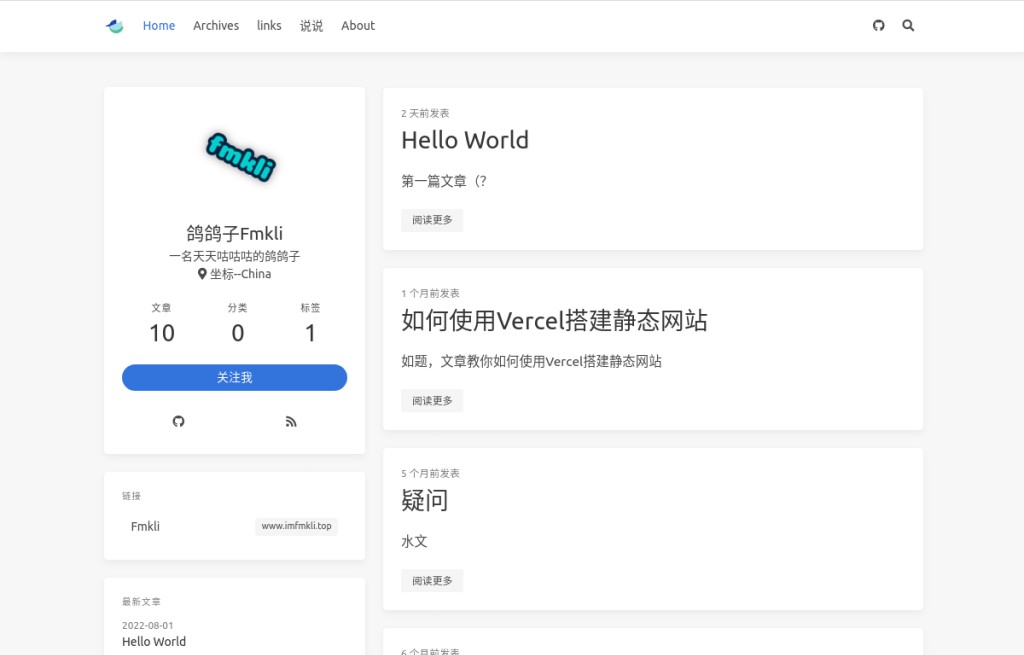 Home Archives links 说说 About
fmkli
鸽鸽子Fmkli
一名天天咕咕咕的鸽鸽子
坐标--China
文章 分类 标签
10 0 1
关注我
链接
Fmkli www.imfmkli.top
最新文章
2022-08-01
Hello World
2 天前发表
Hello World
第一篇文章（?
阅读更多
1 个月前发表
如何使用Vercel搭建静态网站
如题，文章教你如何使用Vercel搭建静态网站
阅读更多
5 个月前发表
疑问
水文
阅读更多
6 个月前发表